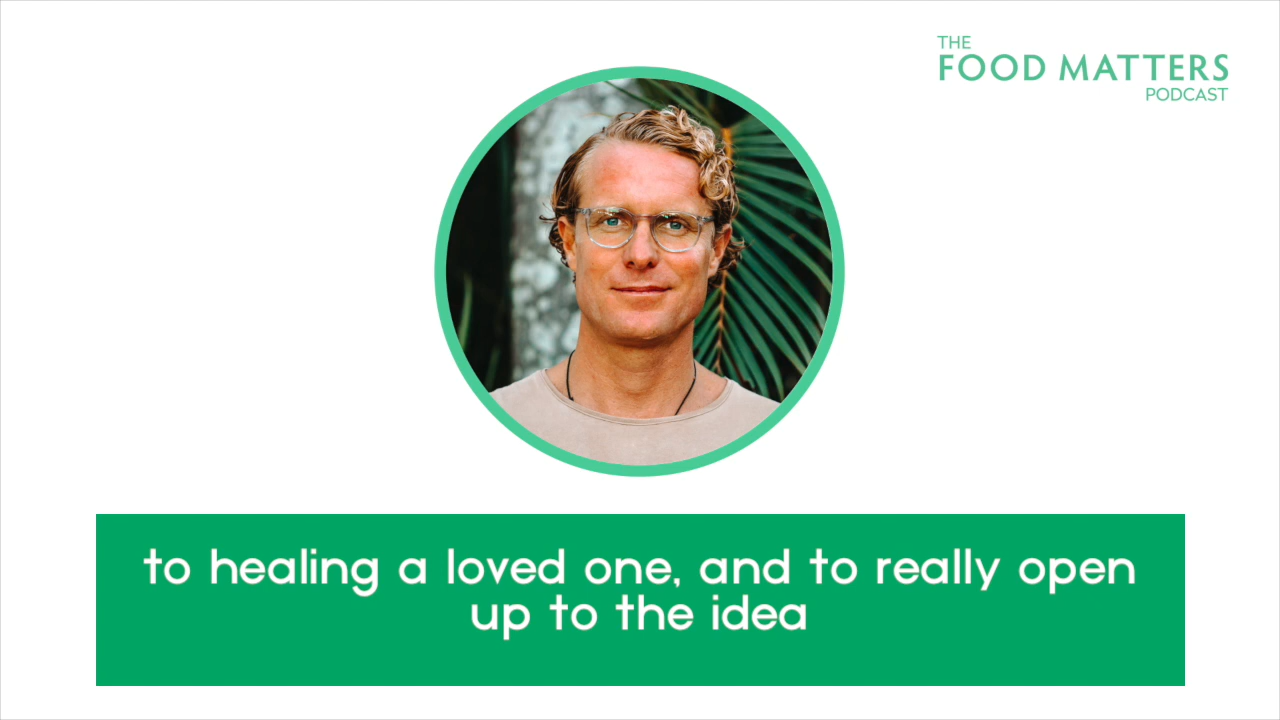 THE
FOOD MATTERS
PODCAST
to healing a loved one, and to really open
up to the idea